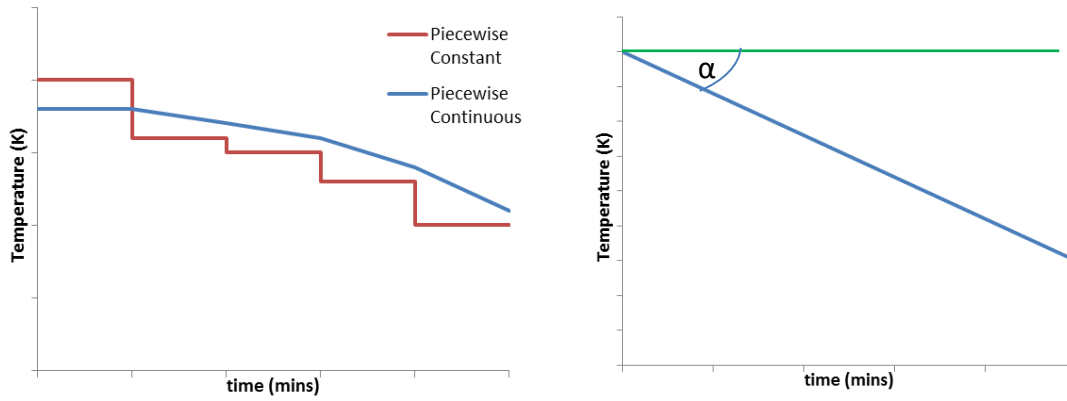 Piecewise
Constant
Piecewise
Continuous
Temperature (K)
time (mins)
α
Temperature (K)
time (mins)